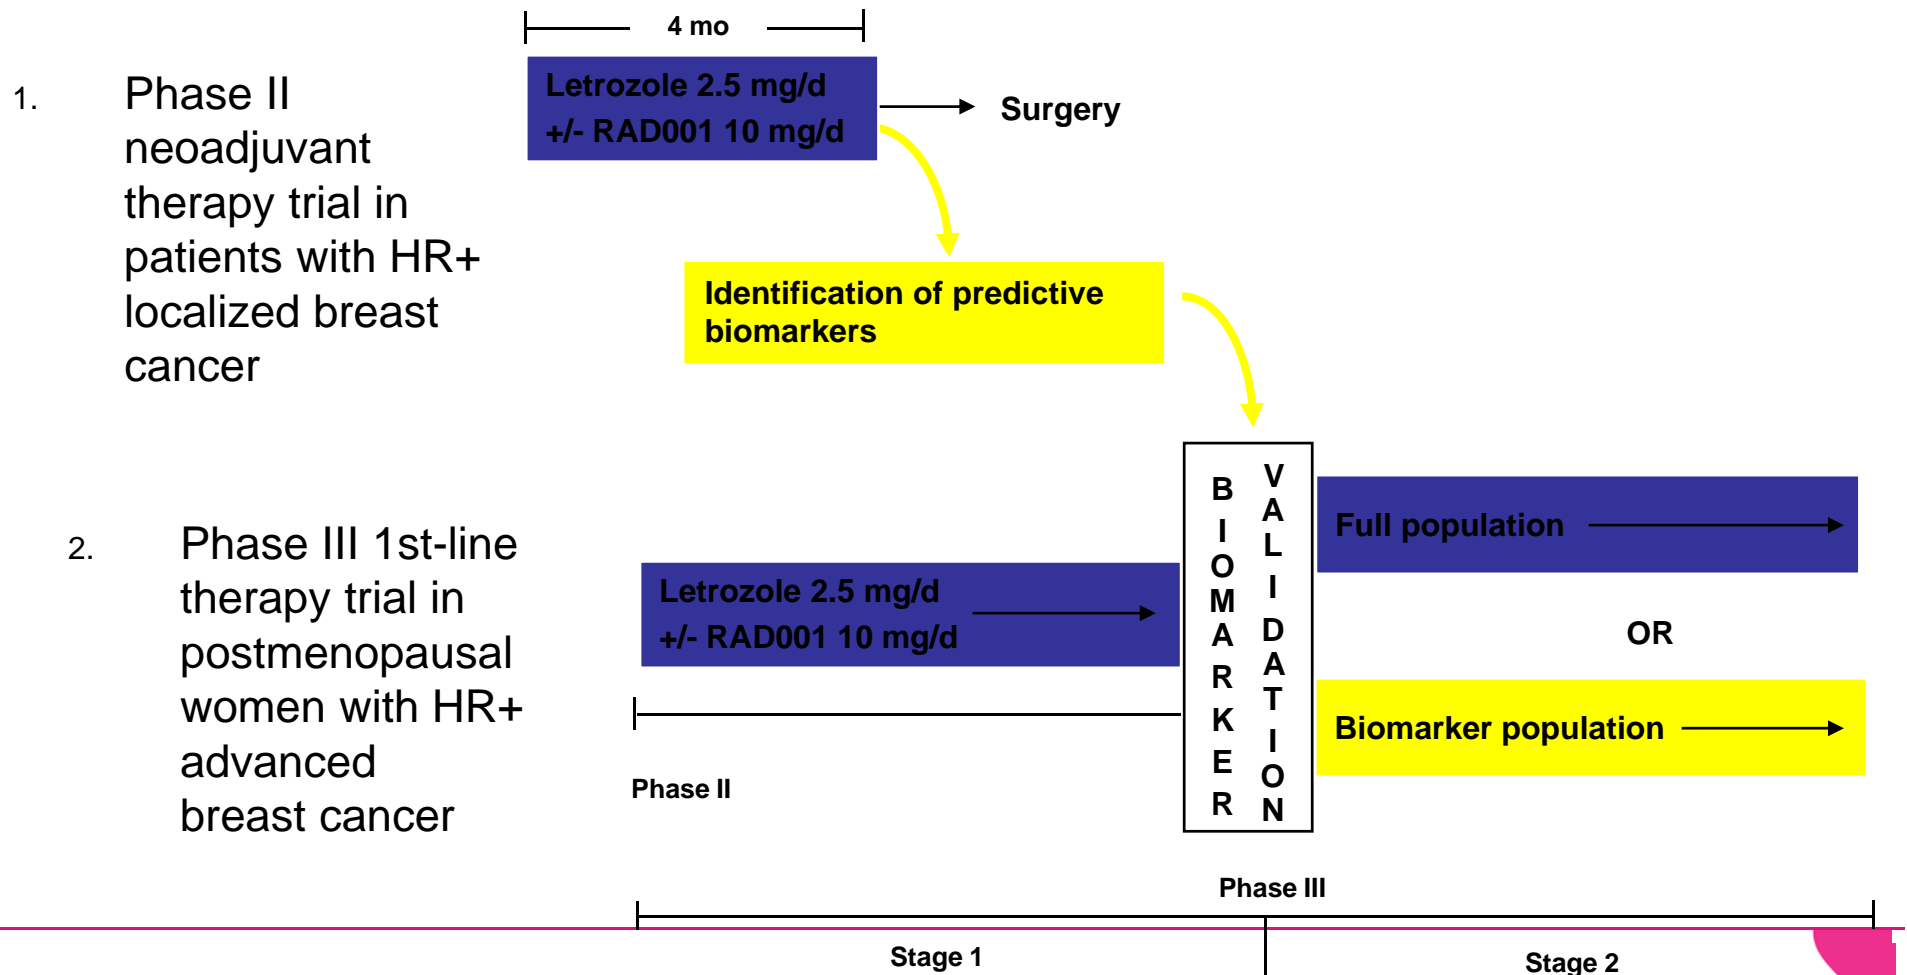 4 mo
1. Phase II
neoadjuvant
therapy trial in
patients with HR+
localized breast
cancer
Letrozole 2.5 mg/d
+/- RAD001 10 mg/d
Surgery
Identification of predictive
biomarkers
2. Phase III 1st-line
therapy trial in
postmenopausal
women with HR+
advanced
breast cancer
Letrozole 2.5 mg/d
+/- RAD001 10 mg/d
Phase II
BIOMARKER
VALIDATION
Full population
OR
Biomarker population
Phase III
Stage 1
Stage 2